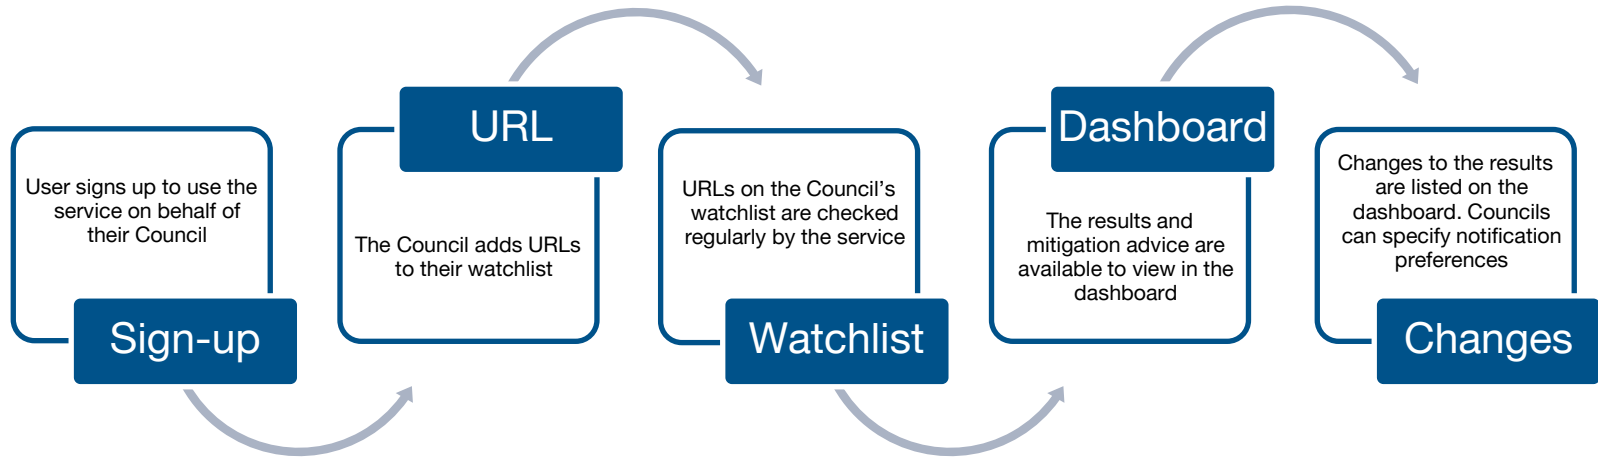 User signs up to use the
service on behalf of
their Council
Sign-up
URL
The Council adds URLs
to their watchlist
URLs on the Council’s
watchlist are checked
regularly by the service
Watchlist
Dashboard
The results and
mitigation advice are
available to view in the
dashboard
Changes to the results
are listed on the
dashboard. Councils
can specify notification
preferences
Changes